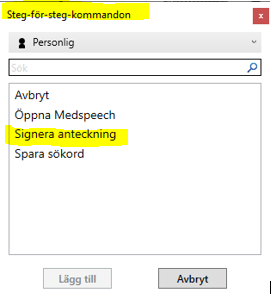 Steg-för-steg-kommandon
x
Personlig
Sök
Avbryt
Öppna Medspeech
Signera anteckning
Spara sökord
Lägg till
Avbryt